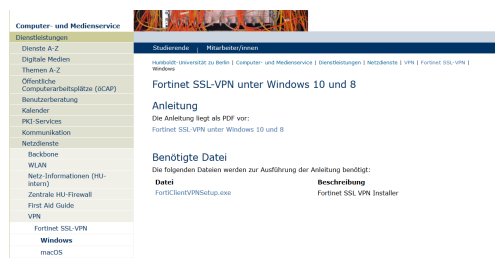 Computer- und Medienservice
Dienstleistungen
Dienste A-Z
Digitale Medien
Themen A-Z
Öffentliche
Computerarbeitsplätze (öCAP)
Benutzerberatung
Kalender
PKI-Services
Kommunikation
Netzdienste
Backbone
WLAN
Netz-Informationen (HU-
intern)
Zentrale HU-Firewall
First Aid Guide
VPN
Fortinet SSL-VPN
Windows
macOS
Studierende | Mitarbeiter/innen
Humboldt-Universität zu Berlin | Computer- und Medienservice | Dienstleistungen | Netzdienste | VPN | Fortinet SSL-VPN |
Windows
Fortinet SSL-VPN unter Windows 10 und 8
Anleitung
Die Anleitung liegt als PDF vor:
Fortinet SSL-VPN unter Windows 10 und 8
Benötigte Datei
Die folgenden Dateien werden zur Ausführung der Anleitung benötigt:
Datei Beschreibung
FortiClientVPNSetup.exe Fortinet SSL VPN Installer